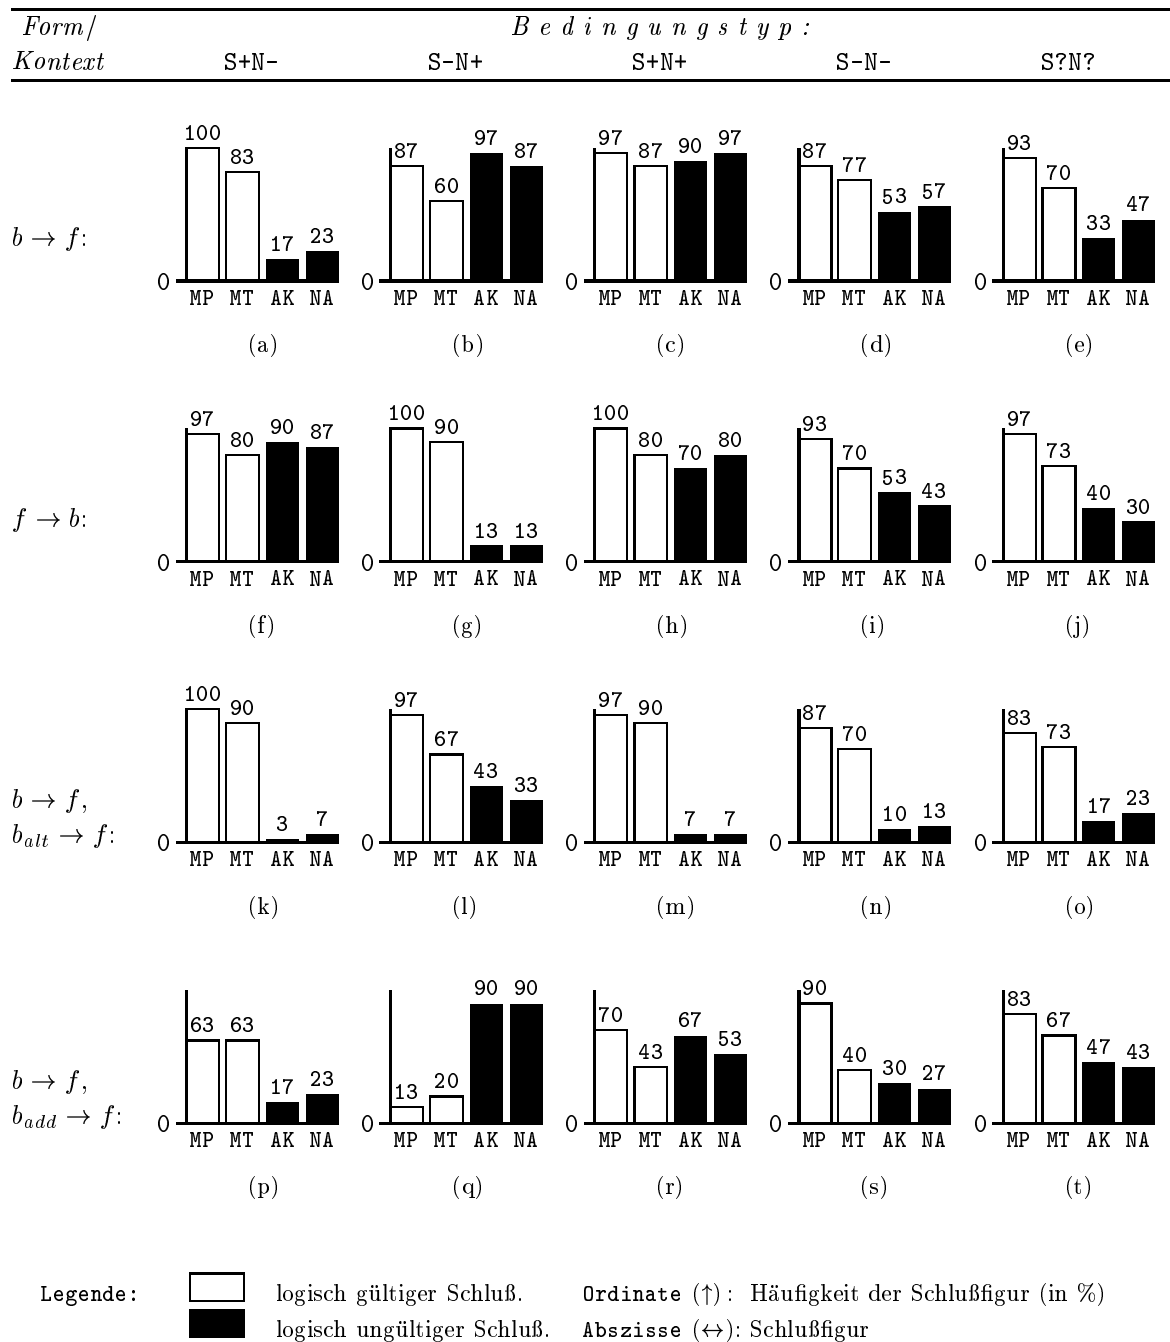 Form/ B e d i n g u n g s t y p :
Kontext S+N- S-N+ S+N+ S-N- S?N?
100 83 17 23 87 60 97 87 97 87 90 97 87 77 53 57 93 70 33 47
b → f:
0 0 0 0 0
MP MT AK NA MP MT AK NA MP MT AK NA MP MT AK NA MP MT AK NA
(a) (b) (c) (d) (e)
97 80 90 87 100 90 13 13 100 80 70 80 93 70 53 43 97 73 40 30
f → b:
0 0 0 0 0
MP MT AK NA MP MT AK NA MP MT AK NA MP MT AK NA MP MT AK NA
(f) (g) (h) (i) (j)
100 90 3 7 97 67 43 33 97 90 7 7 87 70 10 13 83 73 17 23
b → f,
b_alt → f:
0 0 0 0 0
MP MT AK NA MP MT AK NA MP MT AK NA MP MT AK NA MP MT AK NA
(k) (l) (m) (n) (o)
63 63 17 23 13 20 90 90 70 43 67 53 90 40 30 27 83 67 47 43
b → f,
b_add → f:
0 0 0 0 0
MP MT AK NA MP MT AK NA MP MT AK NA MP MT AK NA MP MT AK NA
(p) (q) (r) (s) (t)
Legende: logisch gültiger Schluß. Ordinate (↑): Häufigkeit der Schlußfigur (in %)
logisch ungültiger Schluß. Abszisse (↔): Schlußfigur